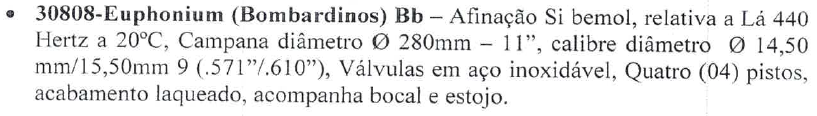 • 30808-Euphonium (Bombardinos) Bb – Afinação Si bemol, relativa a Lá 440
Hertz a 20ºC, Campana diâmetro Ø 280mm – 11”, calibre diâmetro Ø 14,50
mm/15,50mm 9 (.571”/.610”), Válvulas em aço inoxidável, Quatro (04) pistos,
acabamento laqueado, acompanha bocal e estojo.